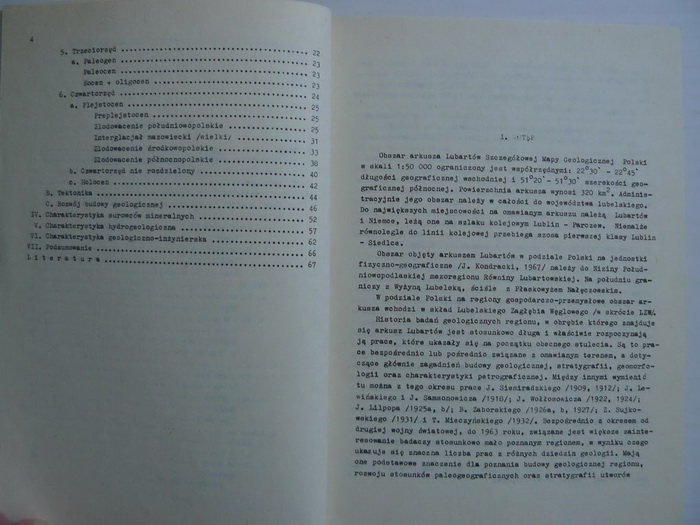 4
5. Trzeciorzęd 22
a. Paleogen 23
Paleocen 23
Eocen + oligocen 23
6. Czwartorzęd 24
a. Plejstocen 25
Preplejstocen 25
Zlodowacenie południowopolskie 25
Interglacjał mazowiecki /wielki/ 31
Zlodowacenie środkowopolskie 33
Zlodowacenie północnopolskie 38
b. Czwartorzęd nie rozdzielony 40
c. Holocen 42
B. Tektonika 44
C. Rozwój budowy geologicznej 46
IV. Charakterystyka surowców mineralnych 52
V. Charakterystyka hydrogeologiczna 57
VI. Charakterystyka geologiczno-inżynierska 62
VII. Podsumowanie 66
Literatura 67
I. WSTĘP
Obszar arkusza Lubartów Szczegółowej Mapy Geologicznej Polski
w skali 1:50 000 ograniczony jest współrzędnymi: 22°30' - 22°45'
długości geograficznej wschodniej i 51°20' - 51°30' szerokości geo-
graficznej północnej. Powierzchnia arkusza wynosi 320 km². Adminis-
tracyjnie jego obszar należy w całości do województwa lubelskiego.
Do największych miejscowości na omawianym arkuszu należą Lubartów
i Niemce, leżą one na szlaku kolejowym Lublin - Parczew. Niemalże
równolegle do linii kolejowej przebiega szosa pierwszej klasy Lublin
- Siedlce.
Obszar objęty arkuszem Lubartów w podziale Polski na jednostki
fizyczno-geograficzne /J. Kondracki, 1967/ należy do Niziny Połud-
niowopodlaskiej mezoregionu Równiny Lubartowskiej. Na południu gra-
niczy z Wyżyną Lubelską, ściśle z Płaskowyżem Nałęczowskim.
W podziale Polski na regiony gospodarczo-przemysłowe obszar ar-
kusza wchodzi w skład Lubelskiego Zagłębia Węglowego /w skrócie
Historia badań geologicznych regionu, w obrębie którego znajduje
się arkusz Lubartów jest stosunkowo długa i właściwie rozpoczynają
ją prace, które ukazały się na początku obecnego stulecia. Są to pra-
ce bezpośrednio lub pośrednio związane z omawianym terenem, a doty-
czące głównie zagadnień budowy geologicznej, stratygrafii, geomorfo-
logii oraz charakterystyki petrograficznej. Między innymi wymienić
tu można z tego okresu prace J. Siemiradzkiego /1909, 1912/; J. Le-
wińskiego i J. Samsonowicza /1918/; J. Wołłosowicza /1922, 1924/;
J. Lilpopa /1925a, b/; B. Zaborskiego /1926a, b, 1927/; Z. Sujko-
wskiego /1931/ i T. Mieczyńskiego /1932/. Bezpośrednio z okresem od
drugiej wojny światowej, do 1963 roku, związane jest większe zainte-
resowanie badaczy stosunkowo mało poznanym regionem, w wyniku czego
ukazuje się znaczna liczba prac z różnych dziedzin geologii. Mają
one podstawowe znaczenie dla poznania budowy geologicznej regionu,
rozwoju stosunków paleogeograficznych oraz stratygrafii utworów